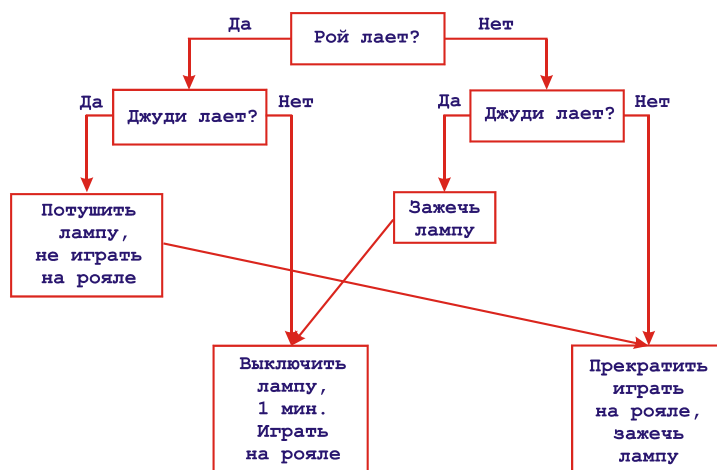 Да
Рой лает?
Нет
Да
Джуди лает?
Нет
Да
Джуди лает?
Нет
Потушить
лампу,
не играть
на рояле
Зажечь
лампу
Выключить
лампу,
1 мин.
Играть
на рояле
Прекратить
играть
на рояле,
зажечь
лампу